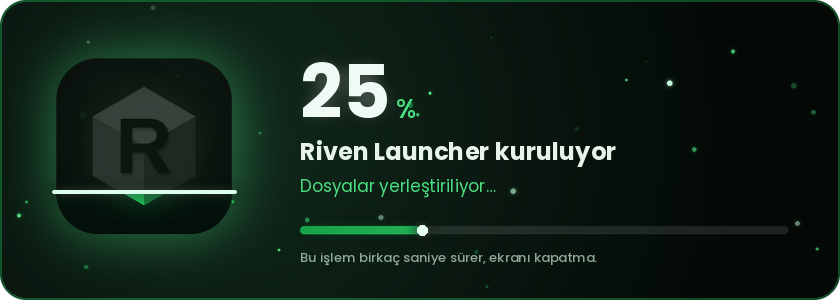 R
25 %
Riven Launcher kuruluyor
Dosyalar yerleştiriliyor...
Bu işlem birkaç saniye sürer, ekranı kapatma.